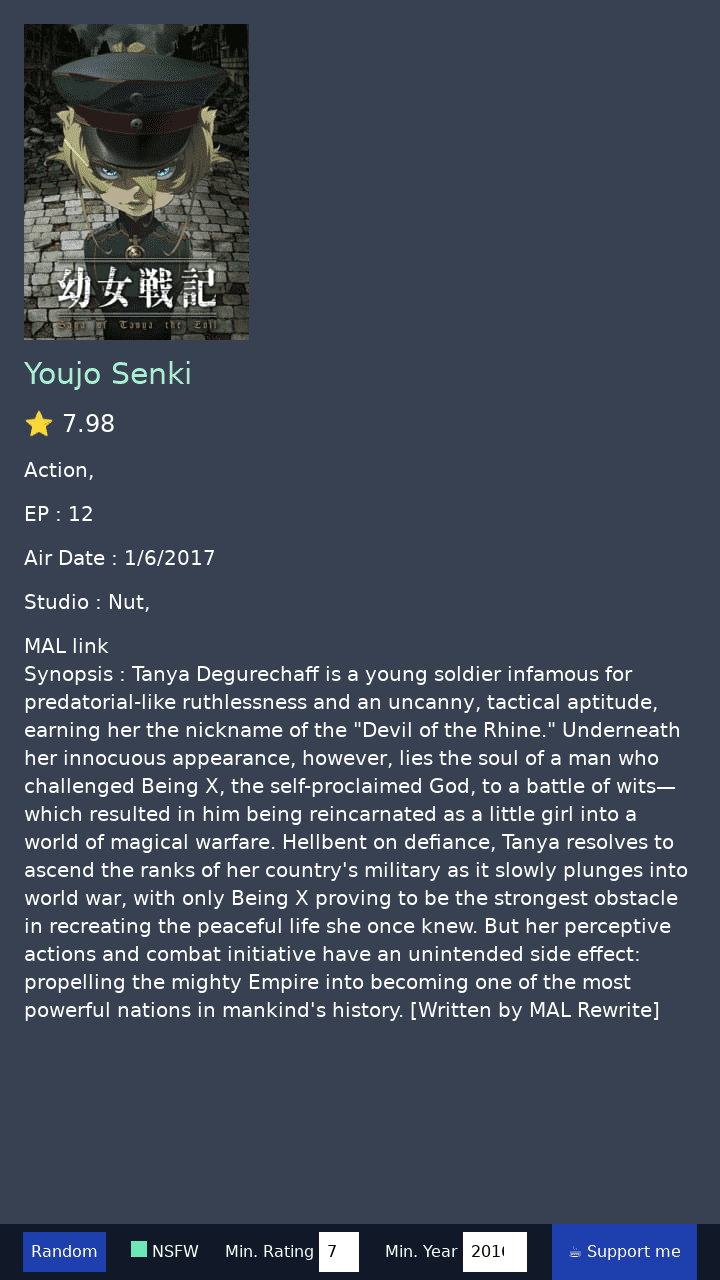 幼女戦記
Saga of Tanya the Evil
Youjo Senki
⭐ 7.98
Action,
EP : 12
Air Date : 1/6/2017
Studio : Nut,
MAL link
Synopsis : Tanya Degurechaff is a young soldier infamous for
predatorial-like ruthlessness and an uncanny, tactical aptitude,
earning her the nickname of the "Devil of the Rhine." Underneath
her innocuous appearance, however, lies the soul of a man who
challenged Being X, the self-proclaimed God, to a battle of wits—
which resulted in him being reincarnated as a little girl into a
world of magical warfare. Hellbent on defiance, Tanya resolves to
ascend the ranks of her country's military as it slowly plunges into
world war, with only Being X proving to be the strongest obstacle
in recreating the peaceful life she once knew. But her perceptive
actions and combat initiative have an unintended side effect:
propelling the mighty Empire into becoming one of the most
powerful nations in mankind's history. [Written by MAL Rewrite]
Random NSFW Min. Rating 7 Min. Year 2016 ☕ Support me